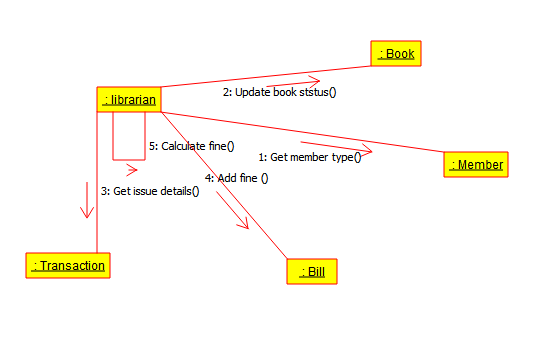 : Book
2: Update book ststus()
: librarian
5: Calculate fine()
1: Get member type()
: Member
4: Add fine ()
3: Get issue details()
: Transaction
: Bill